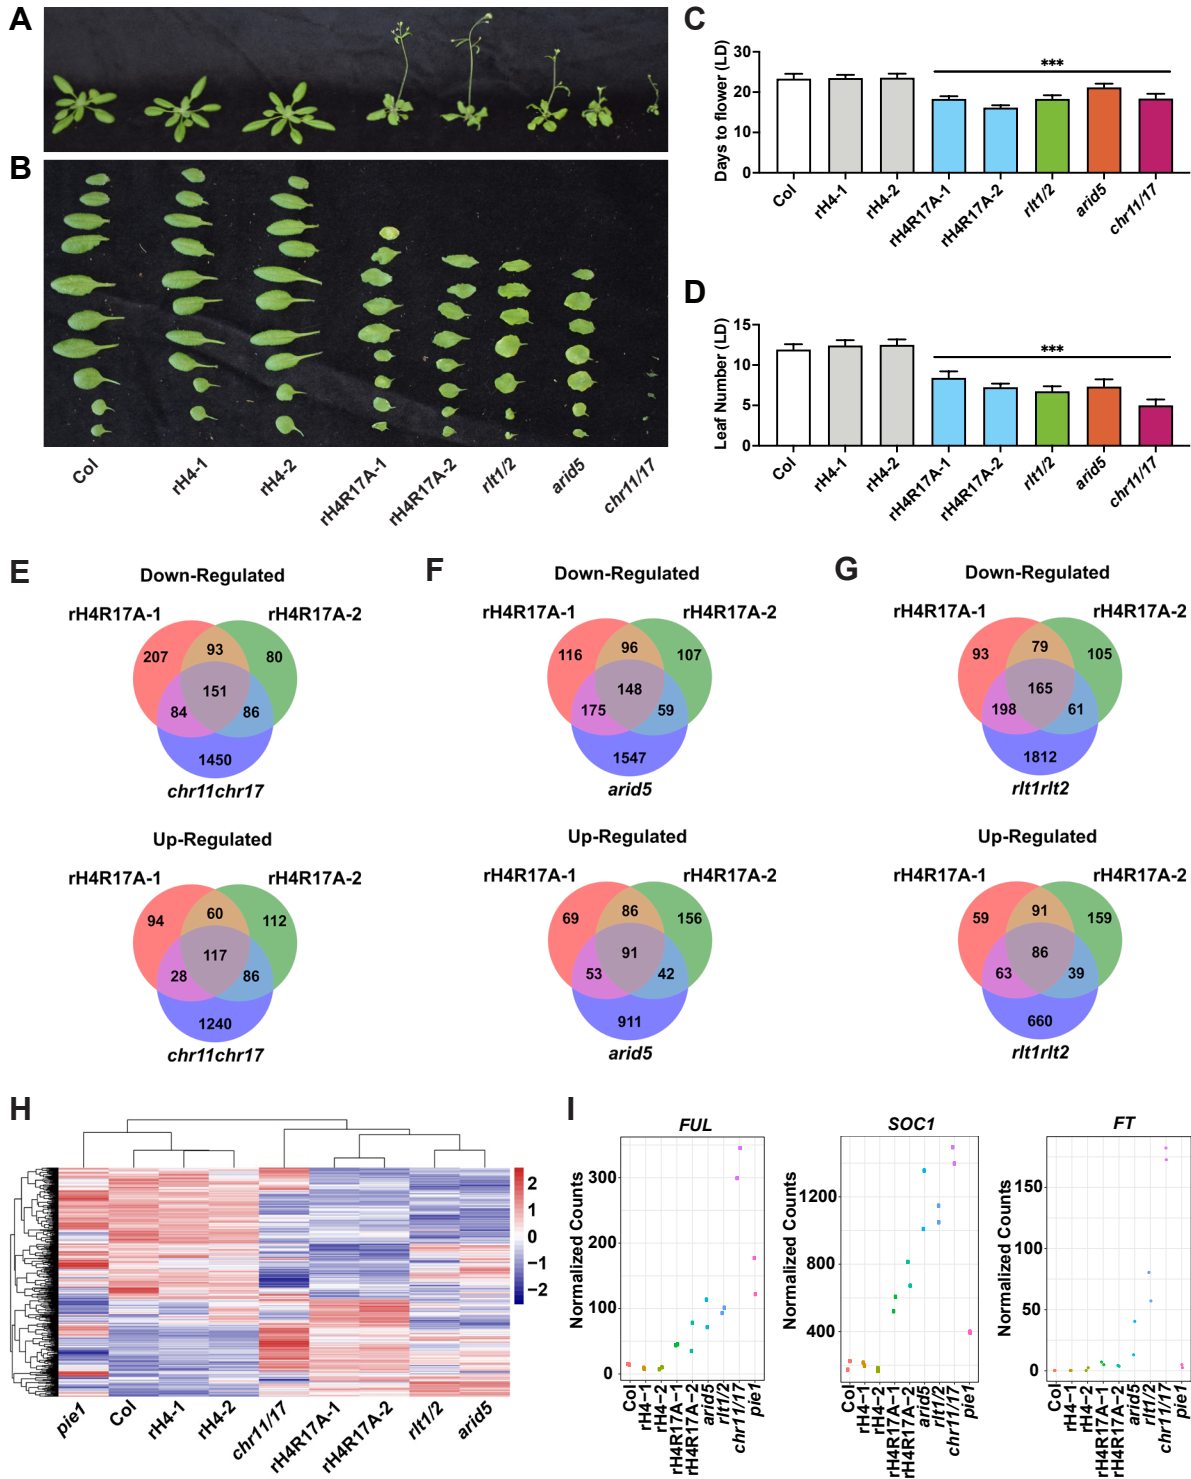 A
B
Col
rH4-1
rH4-2
rH4R17A-1
rH4R17A-2
rlt1/2
arid5
chr11/17
C
Days to flower (LD)
30
20
10
0
***
Col
rH4-1
rH4-2
rH4R17A-1
rH4R17A-2
rlt1/2
arid5
chr11/17
D
Leaf Number (LD)
15
10
5
0
***
Col
rH4-1
rH4-2
rH4R17A-1
rH4R17A-2
rlt1/2
arid5
chr11/17
E
Down-Regulated
rH4R17A-1
rH4R17A-2
207
93
80
151
84
86
1450
chr11chr17
Up-Regulated
rH4R17A-1
rH4R17A-2
94
60
112
117
28
86
1240
chr11chr17
F
Down-Regulated
rH4R17A-1
rH4R17A-2
116
96
107
148
175
59
1547
arid5
Up-Regulated
rH4R17A-1
rH4R17A-2
69
86
156
91
53
42
911
arid5
G
Down-Regulated
rH4R17A-1
rH4R17A-2
93
79
105
165
198
61
1812
rlt1rlt2
Up-Regulated
rH4R17A-1
rH4R17A-2
59
91
159
86
63
39
660
rlt1rlt2
H
2
1
0
−1
−2
pie1
Col
rH4-1
rH4-2
chr11/17
rH4R17A-1
rH4R17A-2
rlt1/2
arid5
I
FUL
Normalized Counts
300
200
100
0
Col
rH4−1
rH4−2
rH4R17A−1
rH4R17A−2
arid5
rlt1/2
chr11/17
pie1
SOC1
Normalized Counts
1200
800
400
Col
rH4−1
rH4−2
rH4R17A−1
rH4R17A−2
arid5
rlt1/2
chr11/17
pie1
FT
Normalized Counts
150
100
50
0
Col
rH4−1
rH4−2
rH4R17A−1
rH4R17A−2
arid5
rlt1/2
chr11/17
pie1